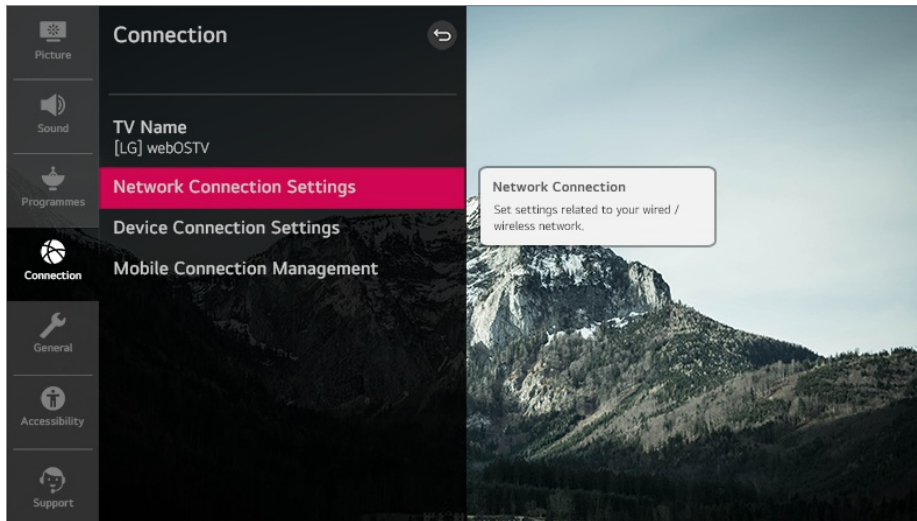 Picture
Sound
Programmes
Connection
General
Accessibility
Support
Connection
TV Name
[LG] webOSTV
Network Connection Settings
Device Connection Settings
Mobile Connection Management
Network Connection
Set settings related to your wired /
wireless network.